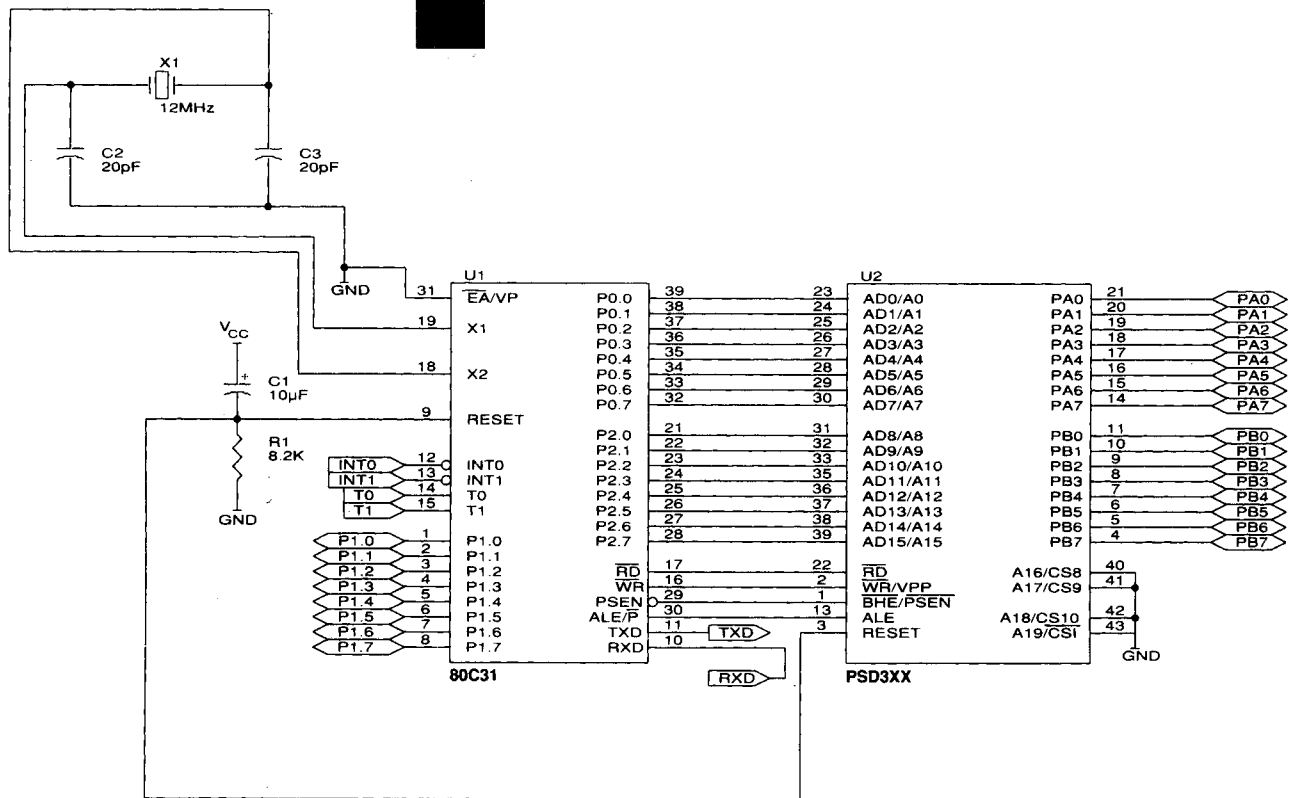 X1
12MHz
C2
20pF
C3
20pF
GND
VCC
C1
10µF
R1
8.2K
GND
U1
31 EA/VP
19 X1
18 X2
9 RESET
INT0 12 INT0
INT1 13 INT1
T0 14 T0
T1 15 T1
P1.0 1 P1.0
P1.1 2 P1.1
P1.2 3 P1.2
P1.3 4 P1.3
P1.4 5 P1.4
P1.5 6 P1.5
P1.6 7 P1.6
P1.7 8 P1.7
P0.0 39
P0.1 38
P0.2 37
P0.3 36
P0.4 35
P0.5 34
P0.6 33
P0.7 32
P2.0 21
P2.1 22
P2.2 23
P2.3 24
P2.4 25
P2.5 26
P2.6 27
P2.7 28
RD 17
WR 16
PSEN 29
ALE/P 30
TXD 11 TXD
RXD 10
RXD
80C31
U2
23 AD0/A0
24 AD1/A1
25 AD2/A2
26 AD3/A3
27 AD4/A4
28 AD5/A5
29 AD6/A6
30 AD7/A7
31 AD8/A8
32 AD9/A9
33 AD10/A10
35 AD11/A11
36 AD12/A12
37 AD13/A13
38 AD14/A14
39 AD15/A15
22 RD
2 WR/VPP
1 BHE/PSEN
13 ALE
3 RESET
PA0 21 PA0
PA1 20 PA1
PA2 19 PA2
PA3 18 PA3
PA4 17 PA4
PA5 16 PA5
PA6 15 PA6
PA7 14 PA7
PB0 11 PB0
PB1 10 PB1
PB2 9 PB2
PB3 8 PB3
PB4 7 PB4
PB5 6 PB5
PB6 5 PB6
PB7 4 PB7
A16/CS8 40
A17/CS9 41
A18/CS10 42
A19/CSI 43
GND
PSD3XX